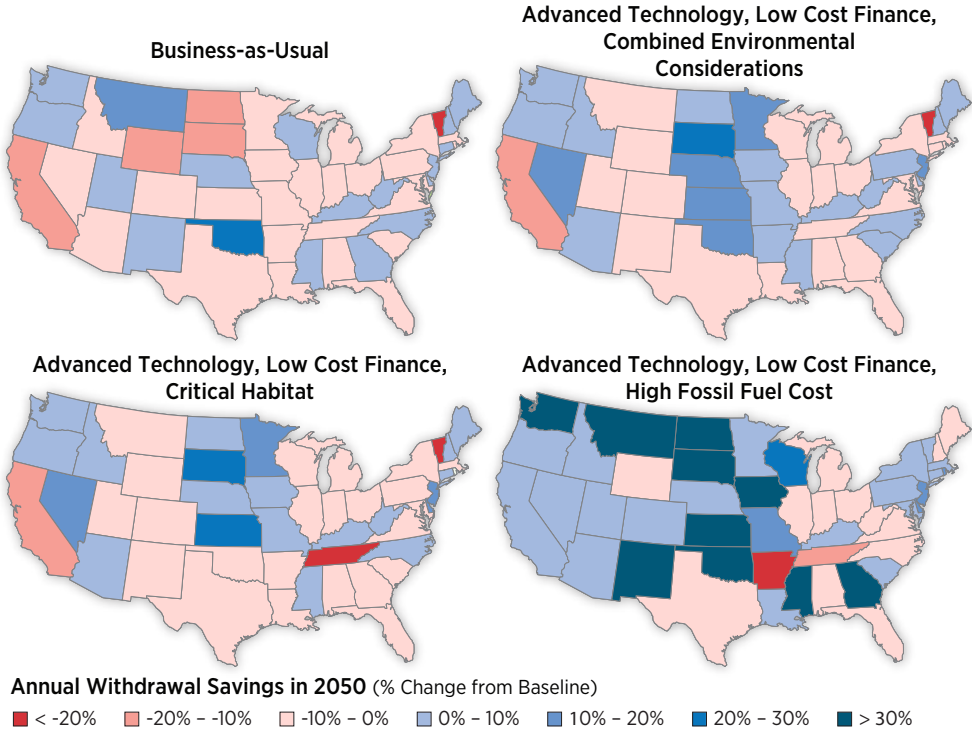 Business-as-Usual
Advanced Technology, Low Cost Finance,
Combined Environmental
Considerations
Advanced Technology, Low Cost Finance,
Critical Habitat
Advanced Technology, Low Cost Finance,
High Fossil Fuel Cost
Annual Withdrawal Savings in 2050 (% Change from Baseline)
< -20% -20% – -10% -10% – 0% 0% – 10% 10% – 20% 20% – 30% > 30%